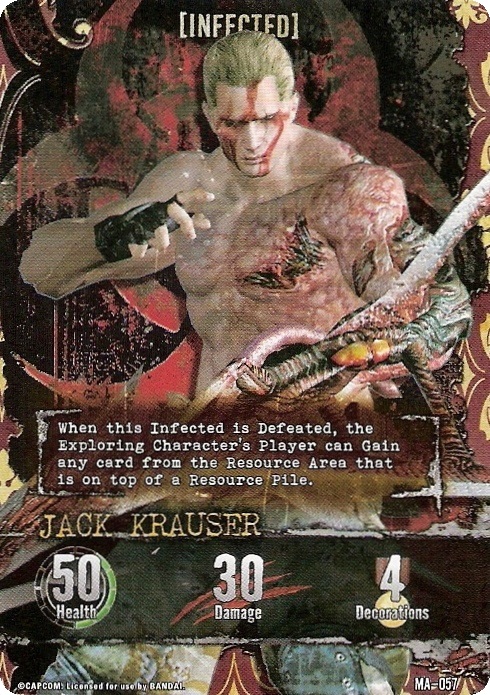 [INFECTED]
When this Infected is Defeated, the
Exploring Character's Player can Gain
any card from the Resource Area that
is on top of a Resource Pile.
JACK KRAUSER
50 30 4
Health Damage Decorations
©CAPCOM. Licensed for use by BANDAI. MA-057